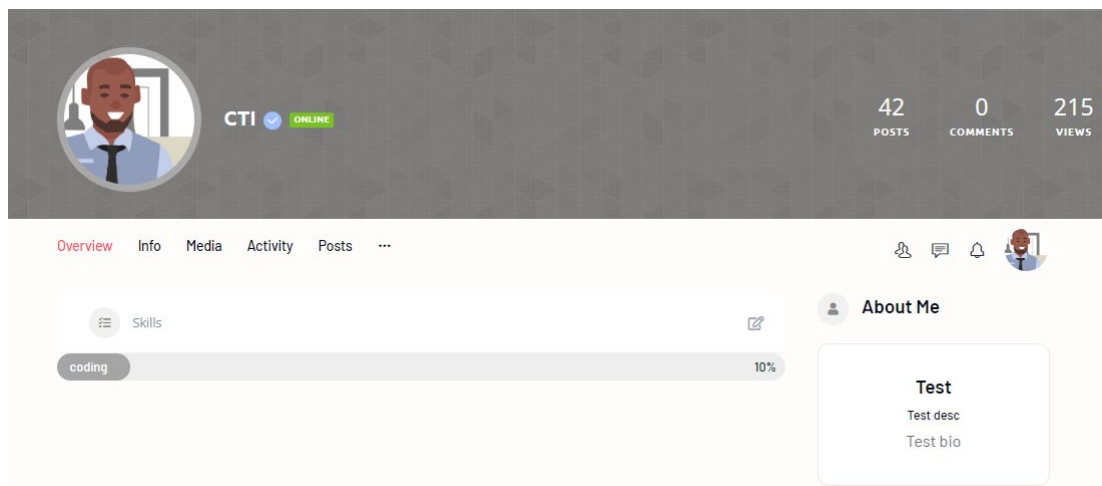 CTI ONLINE
42 0 215
POSTS COMMENTS VIEWS
Overview Info Media Activity Posts ...
Skills
coding 10%
About Me
Test
Test desc
Test bio